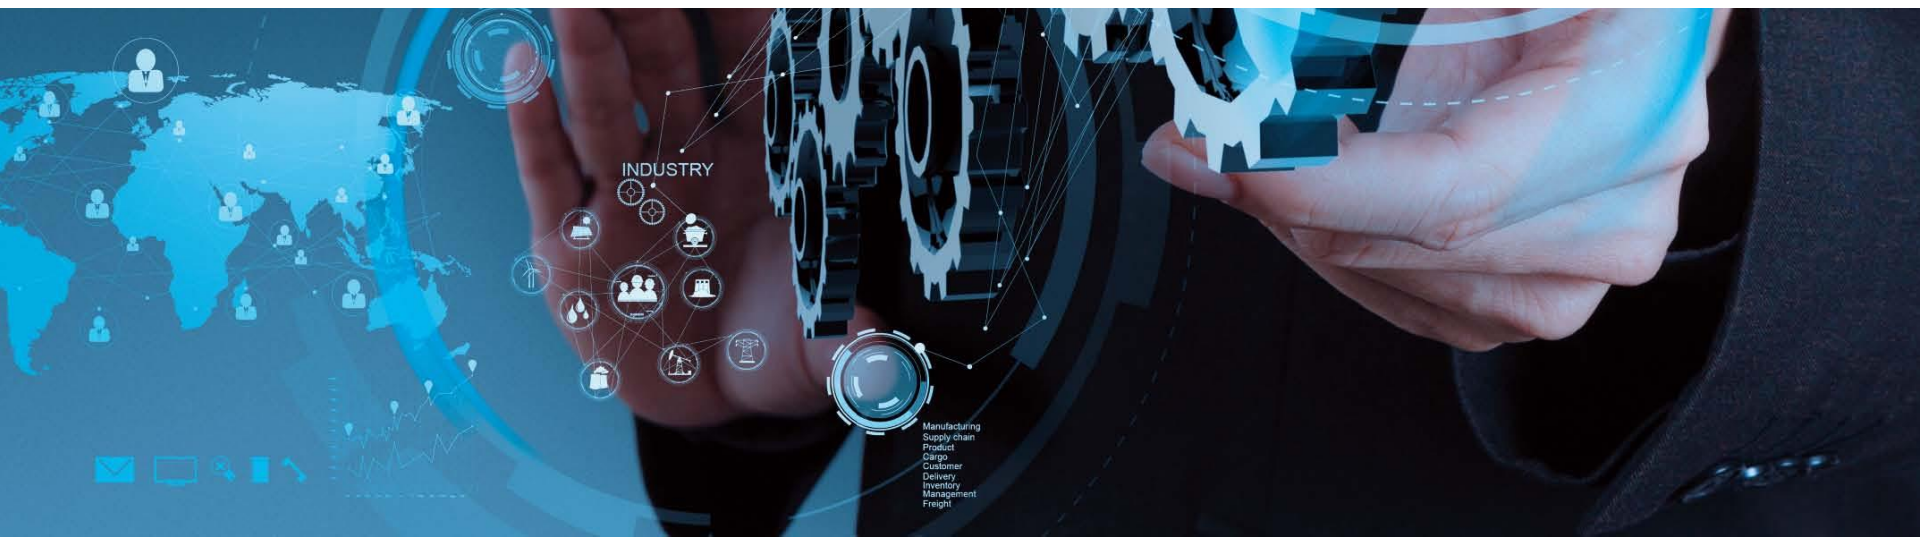 INDUSTRY
Manufacturing
Supply chain
Product
Cargo
Customer
Delivery
Inventory
Management
Freight